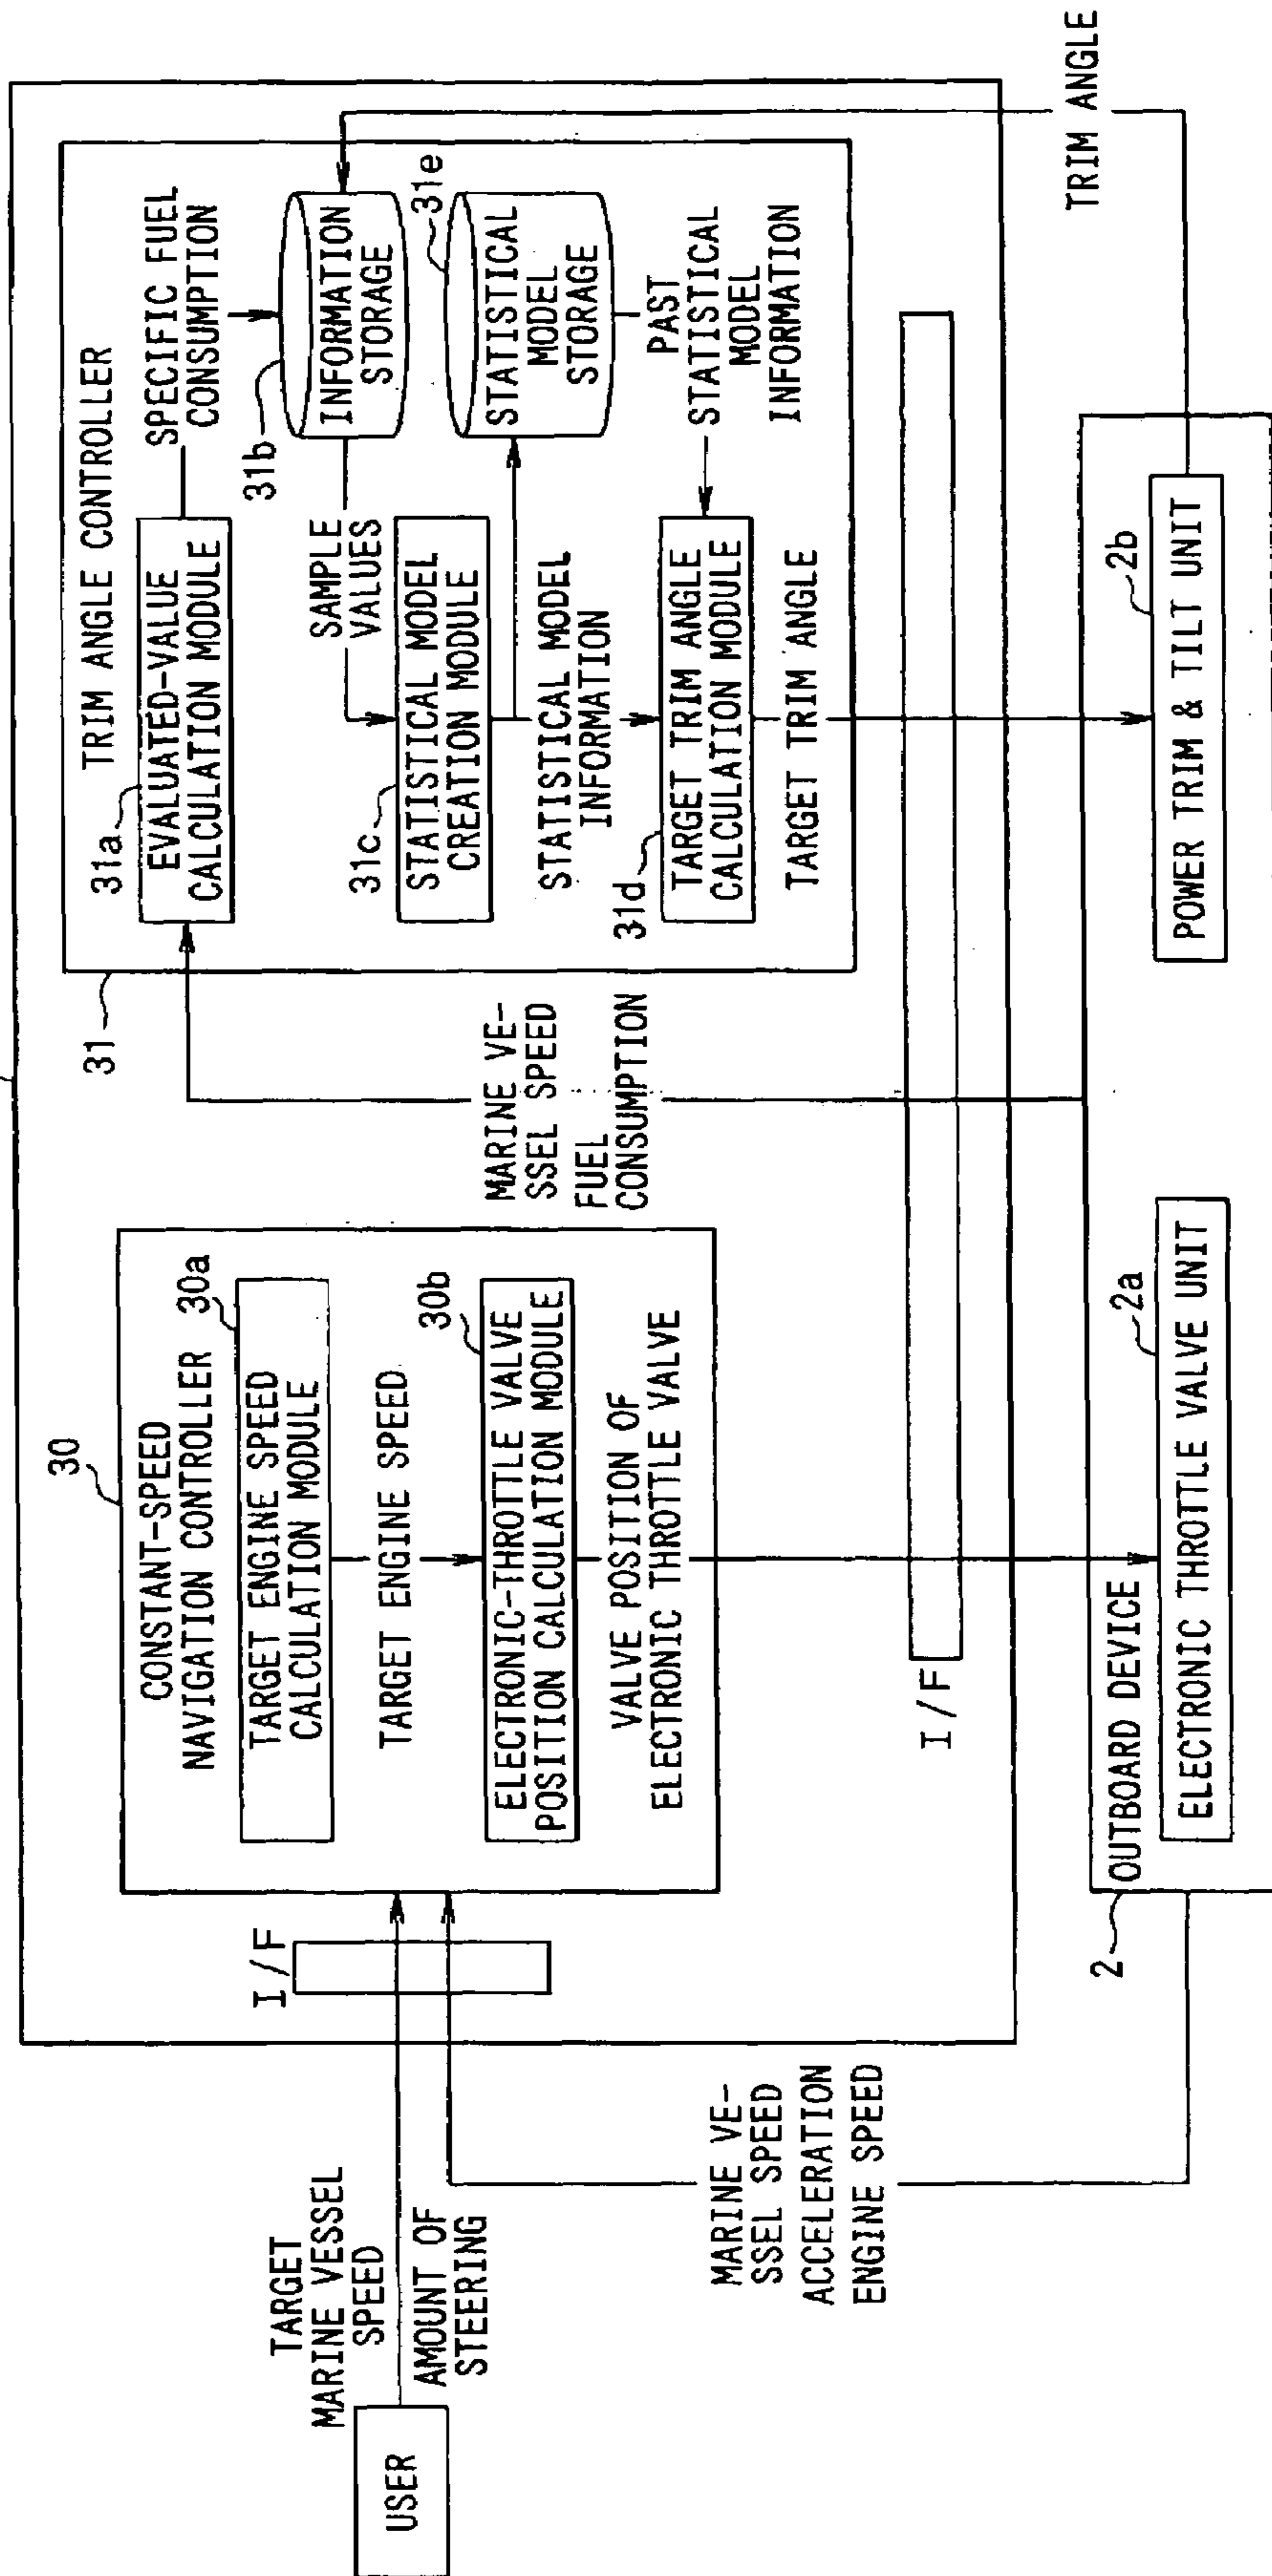 USER
TARGET
MARINE VESSEL
SPEED
AMOUNT OF
STEERING
I/F
MARINE VE-
SSEL SPEED
ACCELERATION
ENGINE SPEED
30
CONSTANT-SPEED
NAVIGATION CONTROLLER
30a
TARGET ENGINE SPEED
CALCULATION MODULE
TARGET ENGINE SPEED
30b
ELECTRONIC-THROTTLE VALVE
POSITION CALCULATION MODULE
VALVE POSITION OF
ELECTRONIC THROTTLE VALVE
I/F
MARINE VE-
SSEL SPEED
FUEL
CONSUMPTION
31
TRIM ANGLE CONTROLLER
31a
EVALUATED-VALUE
CALCULATION MODULE
SPECIFIC FUEL
CONSUMPTION
31b
INFORMATION
STORAGE
SAMPLE
VALUES
31c
STATISTICAL MODEL
CREATION MODULE
31e
STATISTICAL
MODEL
STORAGE
STATISTICAL MODEL
INFORMATION
PAST
STATISTICAL
MODEL
INFORMATION
31d
TARGET TRIM ANGLE
CALCULATION MODULE
TARGET TRIM ANGLE
TRIM ANGLE
2
OUTBOARD DEVICE
2a
ELECTRONIC THROTTLE VALVE UNIT
2b
POWER TRIM & TILT UNIT